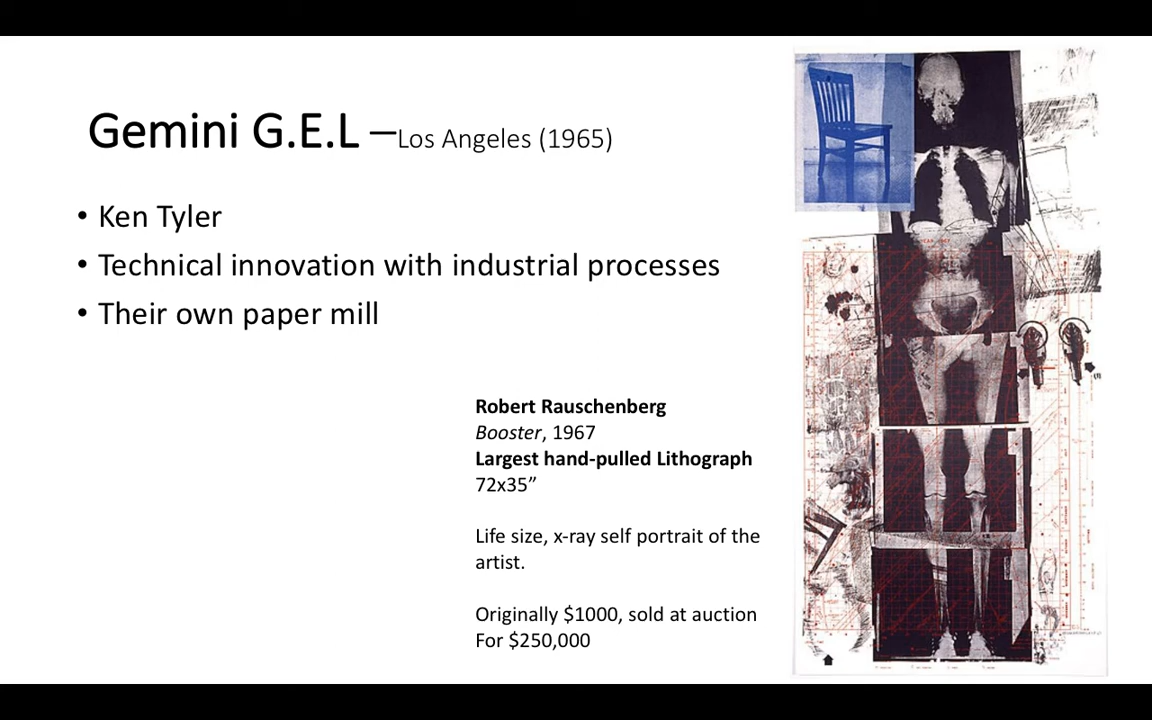 Gemini G.E.L –Los Angeles (1965)
• Ken Tyler
• Technical innovation with industrial processes
• Their own paper mill
Robert Rauschenberg
Booster, 1967
Largest hand-pulled Lithograph
72x35”
Life size, x-ray self portrait of the
artist.
Originally $1000, sold at auction
For $250,000